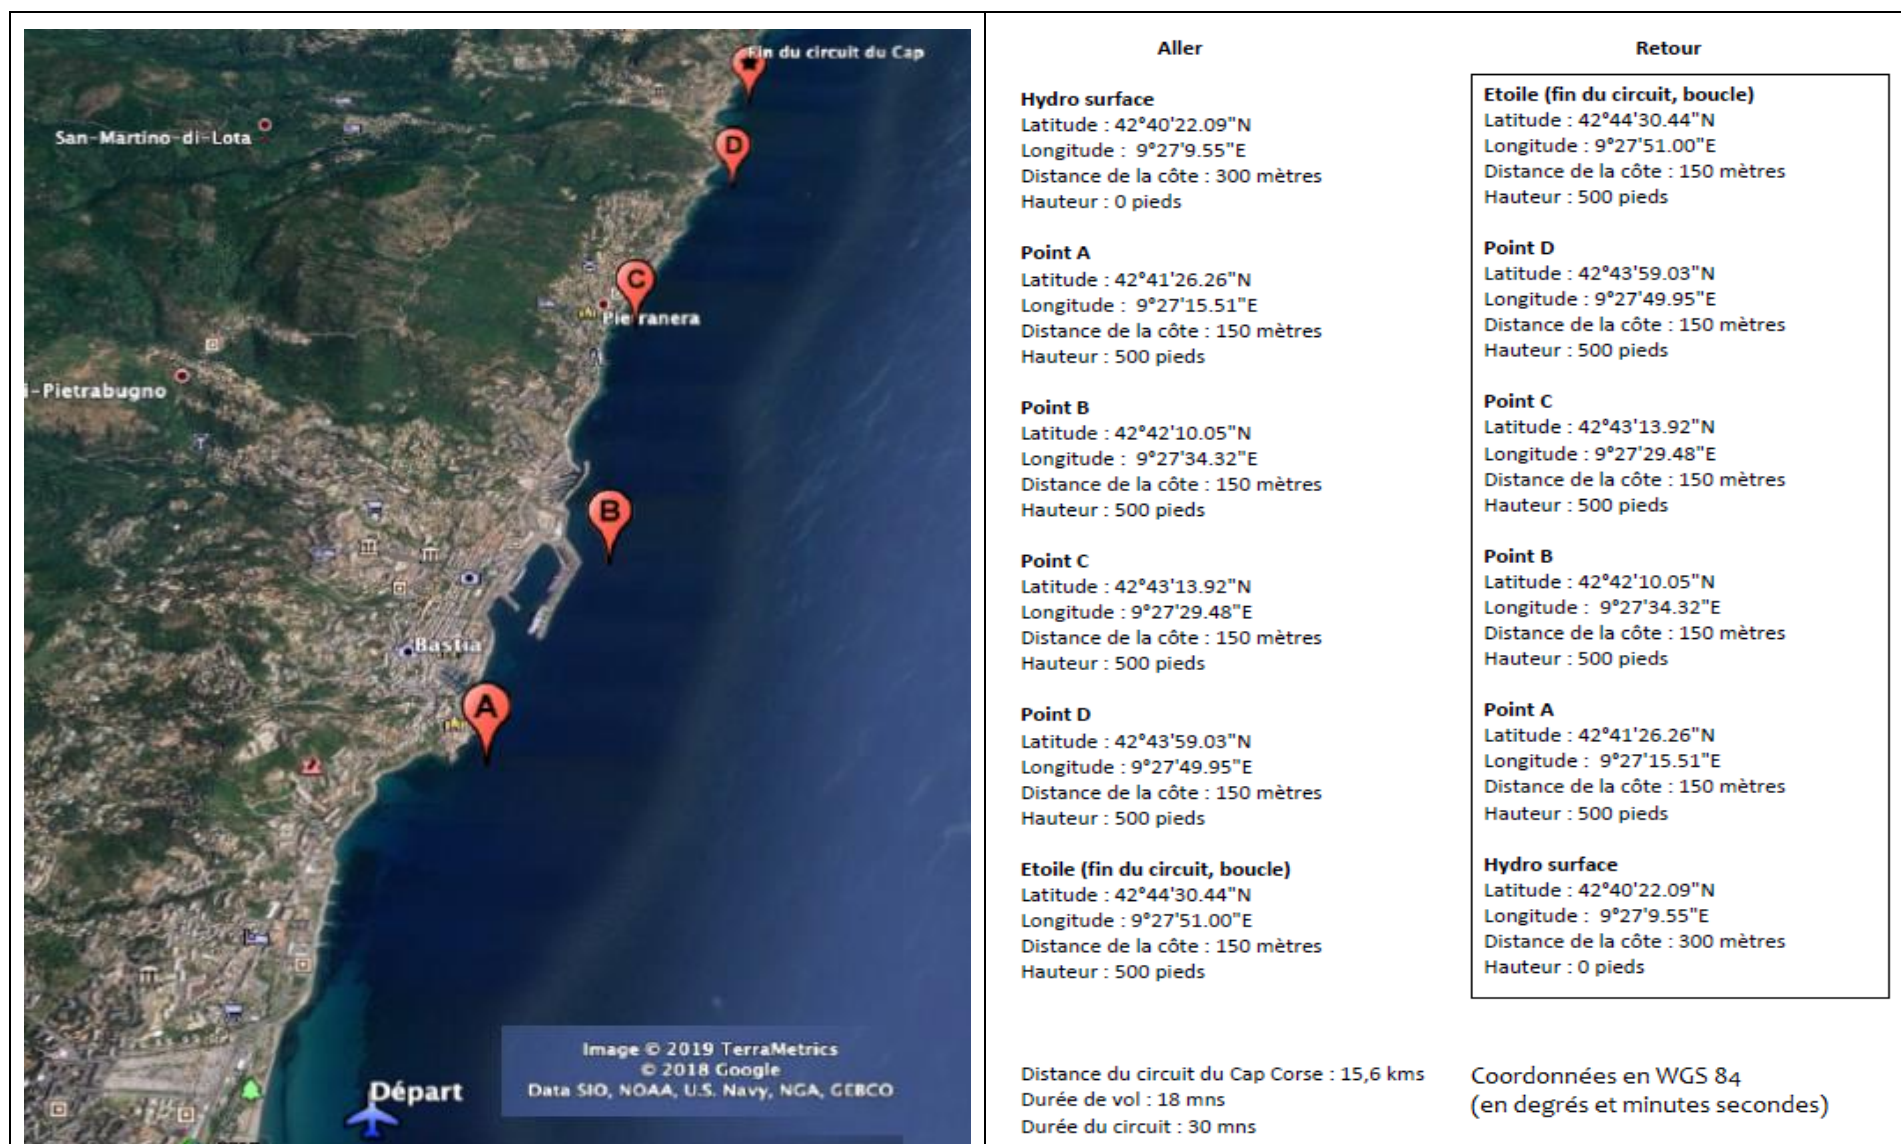 Fin du circuit du Cap
San-Martino-di-Lota
D
C
Pietranera
i-Pietrabugno
B
Bastia
A
Départ
Image © 2019 TerraMetrics
© 2018 Google
Data SIO, NOAA, U.S. Navy, NGA, GEBCO
Aller
Hydro surface
Latitude : 42°40'22.09"N
Longitude :  9°27'9.55"E
Distance de la côte : 300 mètres
Hauteur : 0 pieds
Point A
Latitude : 42°41'26.26"N
Longitude :  9°27'15.51"E
Distance de la côte : 150 mètres
Hauteur : 500 pieds
Point B
Latitude : 42°42'10.05"N
Longitude :  9°27'34.32"E
Distance de la côte : 150 mètres
Hauteur : 500 pieds
Point C
Latitude : 42°43'13.92"N
Longitude : 9°27'29.48"E
Distance de la côte : 150 mètres
Hauteur : 500 pieds
Point D
Latitude : 42°43'59.03"N
Longitude : 9°27'49.95"E
Distance de la côte : 150 mètres
Hauteur : 500 pieds
Etoile (fin du circuit, boucle)
Latitude : 42°44'30.44"N
Longitude : 9°27'51.00"E
Distance de la côte : 150 mètres
Hauteur : 500 pieds
Distance du circuit du Cap Corse : 15,6 kms
Durée de vol : 18 mns
Durée du circuit : 30 mns
Retour
Etoile (fin du circuit, boucle)
Latitude : 42°44'30.44"N
Longitude : 9°27'51.00"E
Distance de la côte : 150 mètres
Hauteur : 500 pieds
Point D
Latitude : 42°43'59.03"N
Longitude : 9°27'49.95"E
Distance de la côte : 150 mètres
Hauteur : 500 pieds
Point C
Latitude : 42°43'13.92"N
Longitude : 9°27'29.48"E
Distance de la côte : 150 mètres
Hauteur : 500 pieds
Point B
Latitude : 42°42'10.05"N
Longitude :  9°27'34.32"E
Distance de la côte : 150 mètres
Hauteur : 500 pieds
Point A
Latitude : 42°41'26.26"N
Longitude :  9°27'15.51"E
Distance de la côte : 150 mètres
Hauteur : 500 pieds
Hydro surface
Latitude : 42°40'22.09"N
Longitude :  9°27'9.55"E
Distance de la côte : 300 mètres
Hauteur : 0 pieds
Coordonnées en WGS 84
(en degrés et minutes secondes)